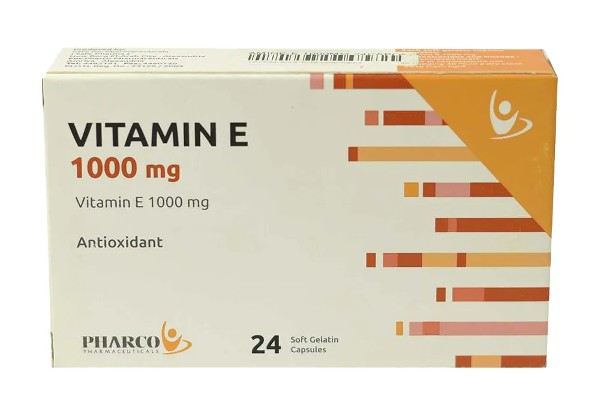 VITAMIN E
1000 mg
Vitamin E 1000 mg
Antioxidant
PHARCO
PHARMACEUTICALS
24
Soft Gelatin
Capsules